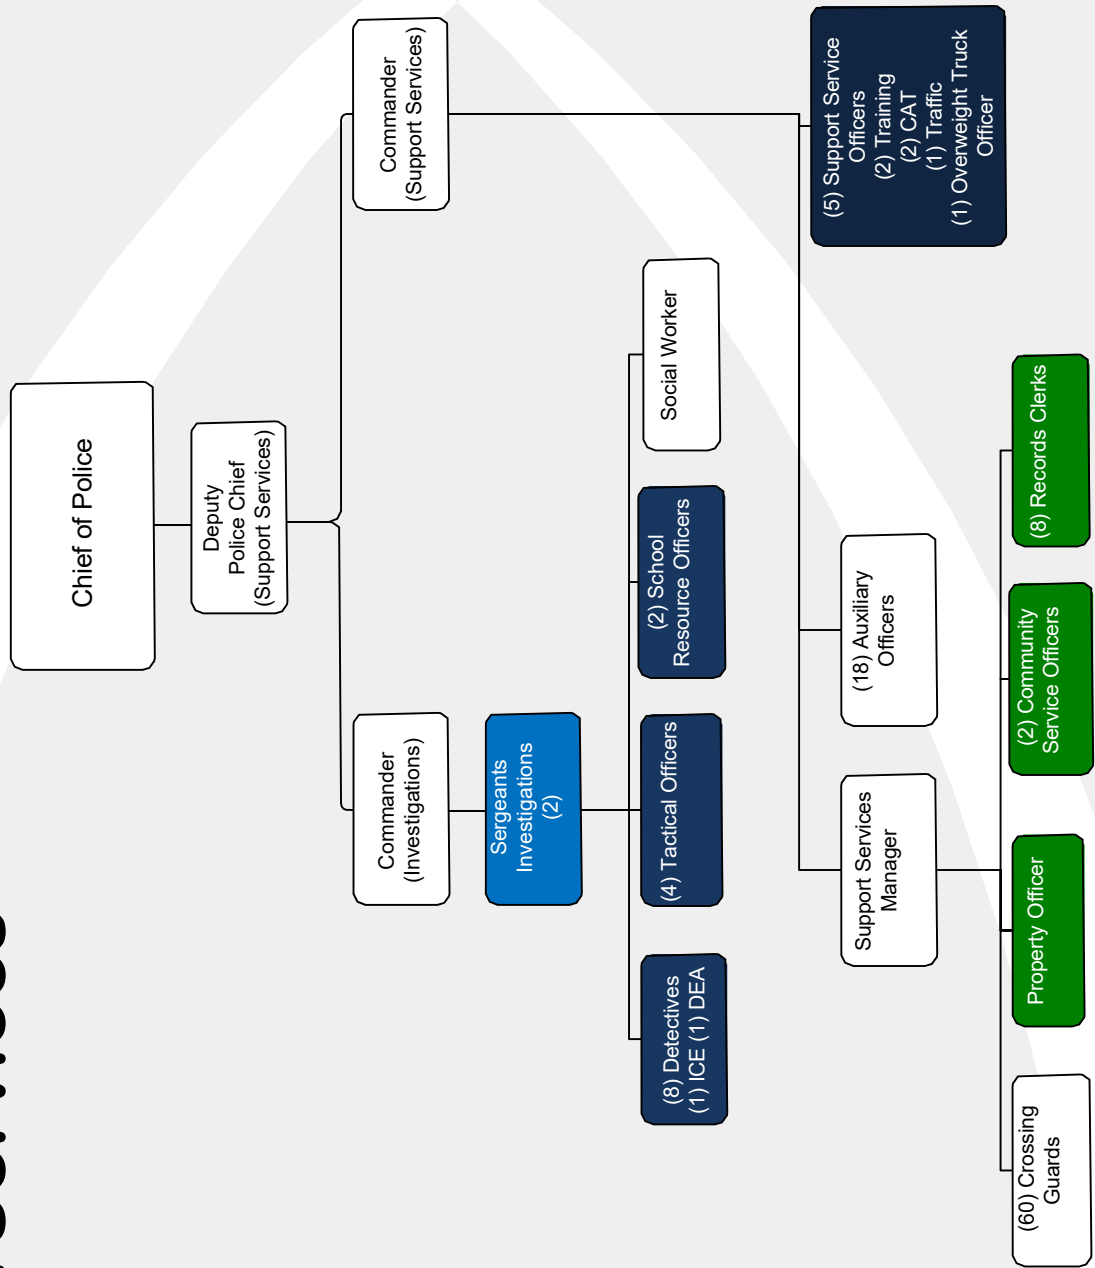 Chief of Police
Deputy
Police Chief
(Support Services)
Commander
(Investigations)
Commander
(Support Services)
Sergeants
Investigations
(2)
(8) Detectives
(1) ICE (1) DEA
(4) Tactical Officers
(2) School
Resource Officers
Social Worker
Support Services
Manager
(18) Auxiliary
Officers
(5) Support Service
Officers
(2) Training
(2) CAT
(1) Traffic
(1) Overweight Truck
Officer
(60) Crossing
Guards
Property Officer
(2) Community
Service Officers
(8) Records Clerks